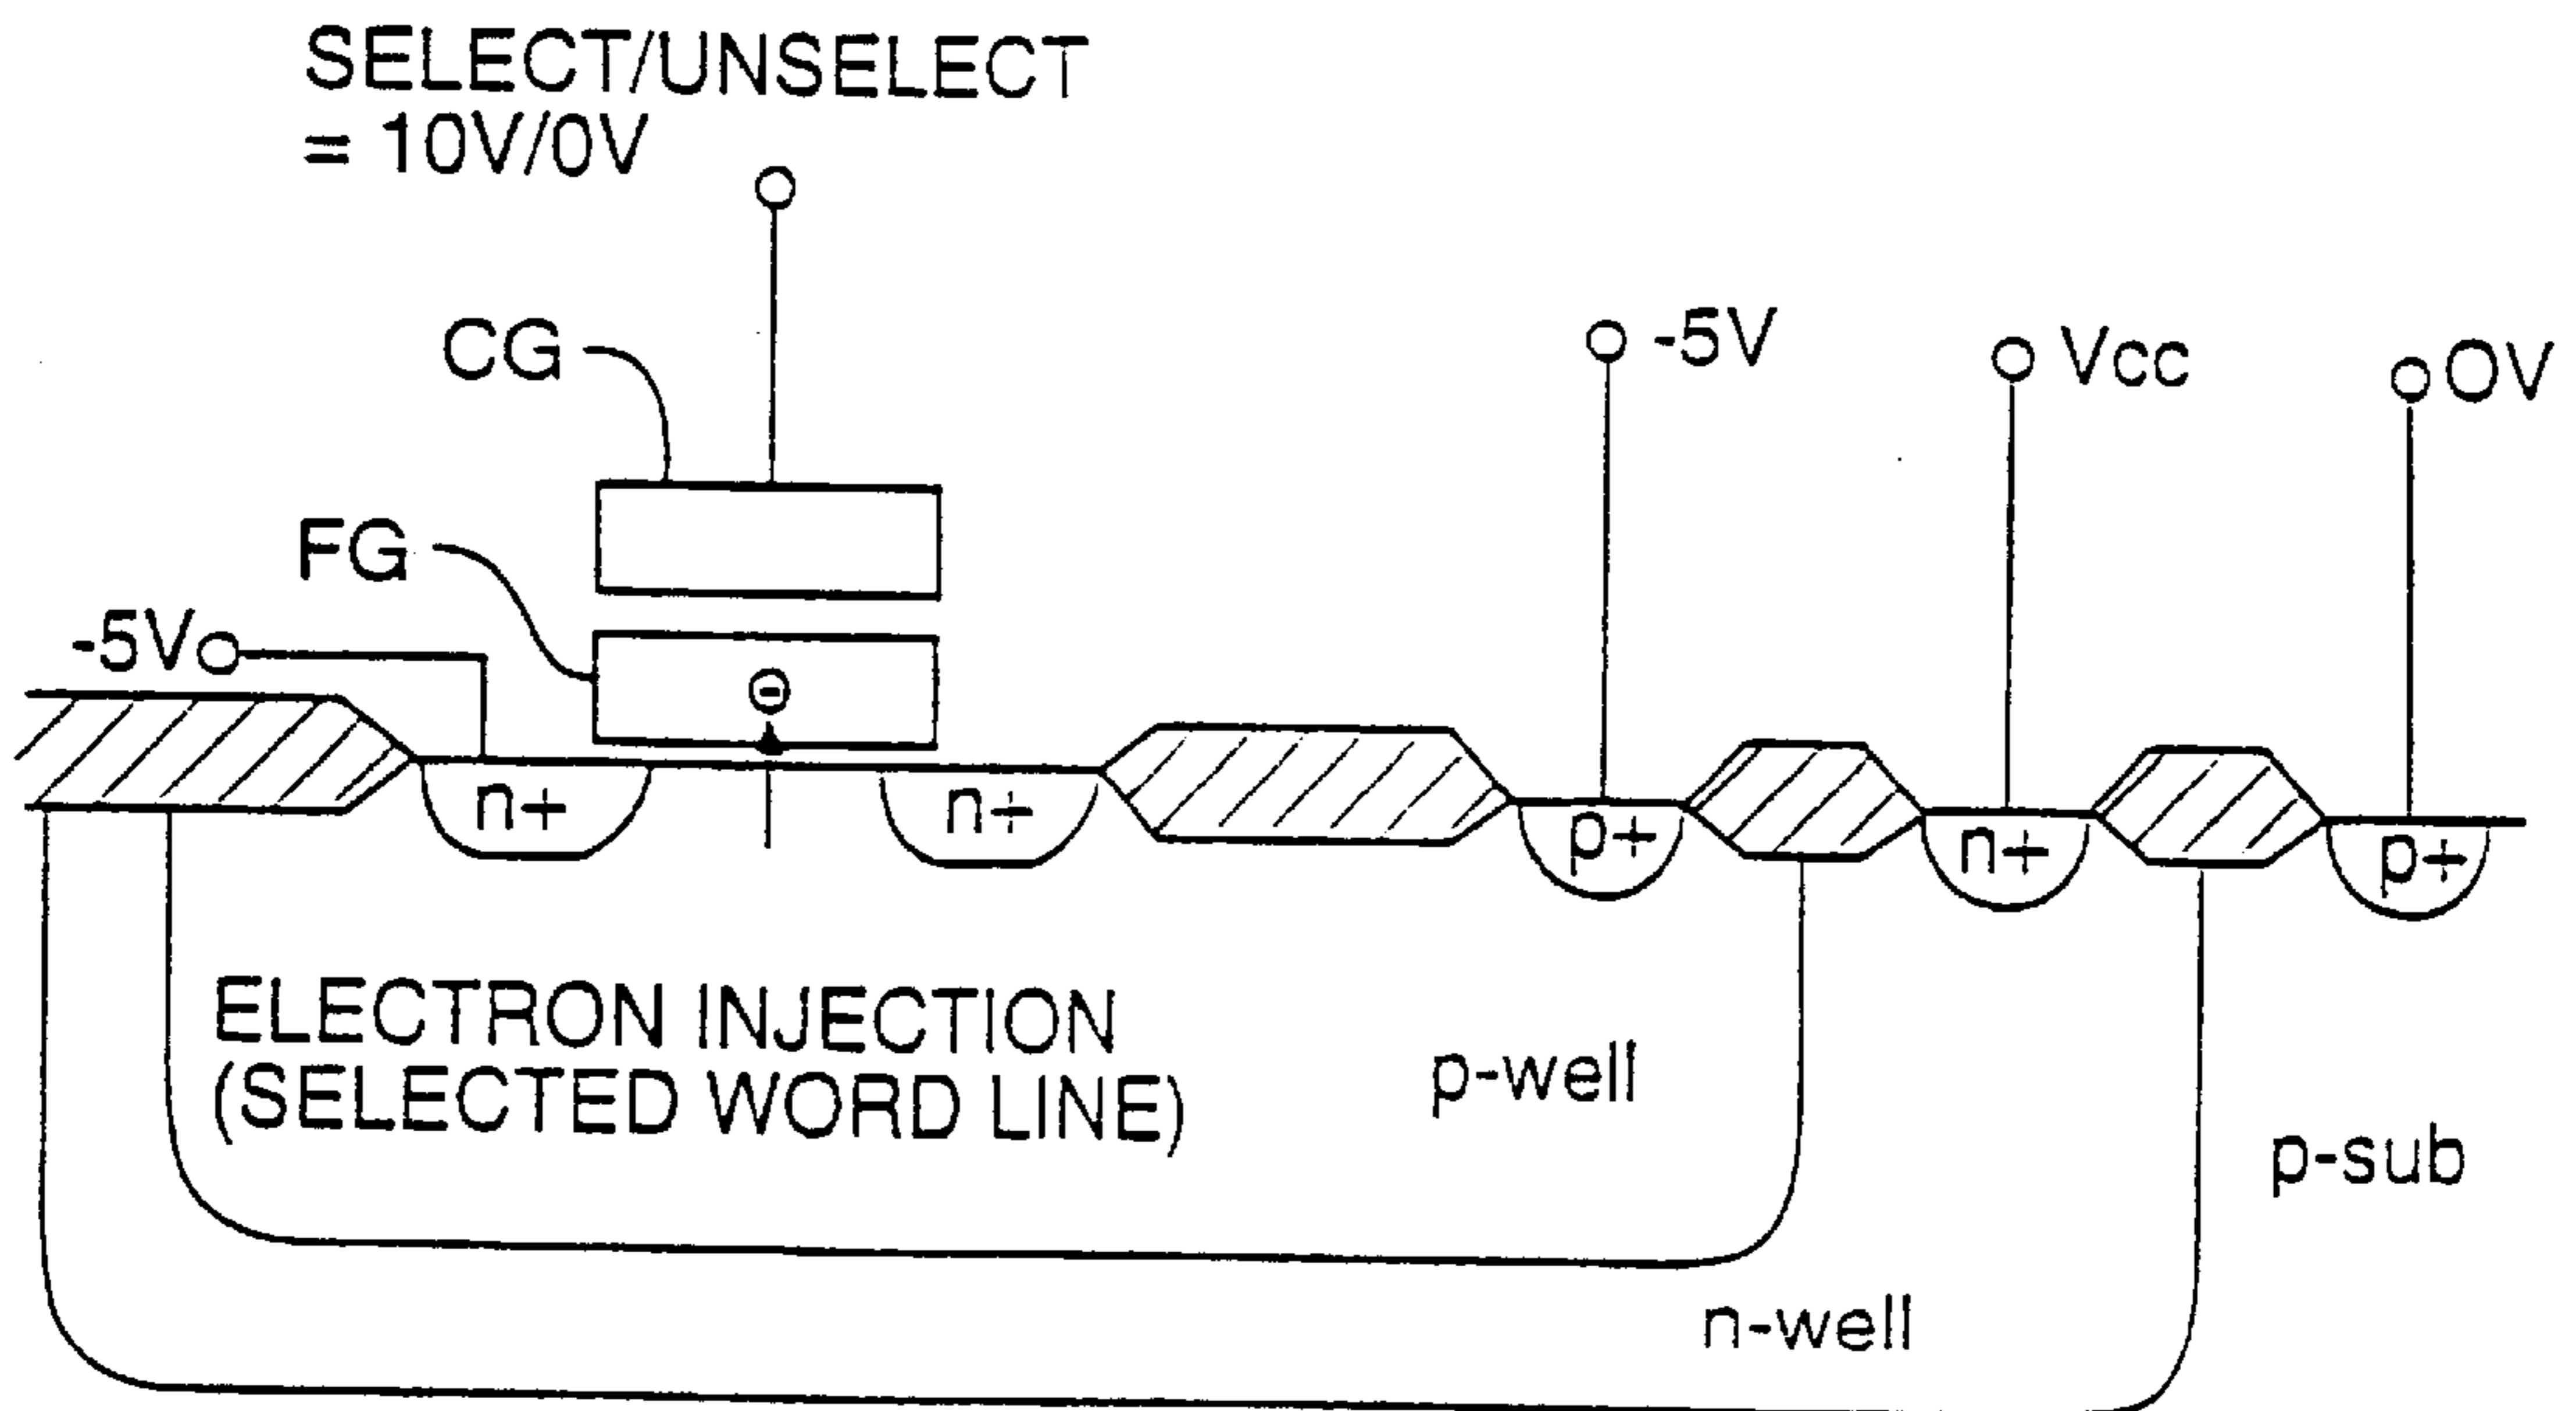 SELECT/UNSELECT
= 10V/0V
CG
-5V
Vcc
0V
FG
-5V
⊖
n+
n+
p+
n+
p+
ELECTRON INJECTION
(SELECTED WORD LINE)
p-well
p-sub
n-well